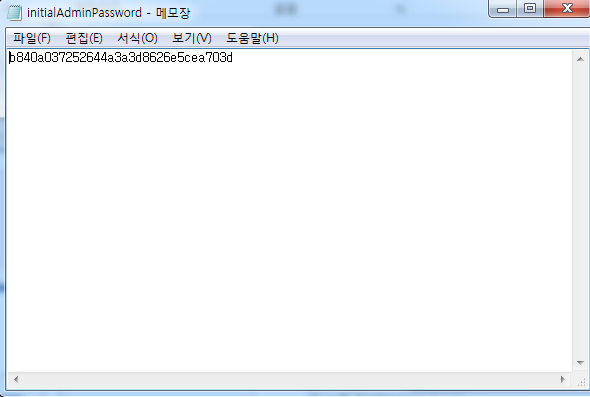 initialAdminPassword - 메모장
파일(F) 편집(E) 서식(O) 보기(V) 도움말(H)
b840a037252644a3a3d8626e5cea703d